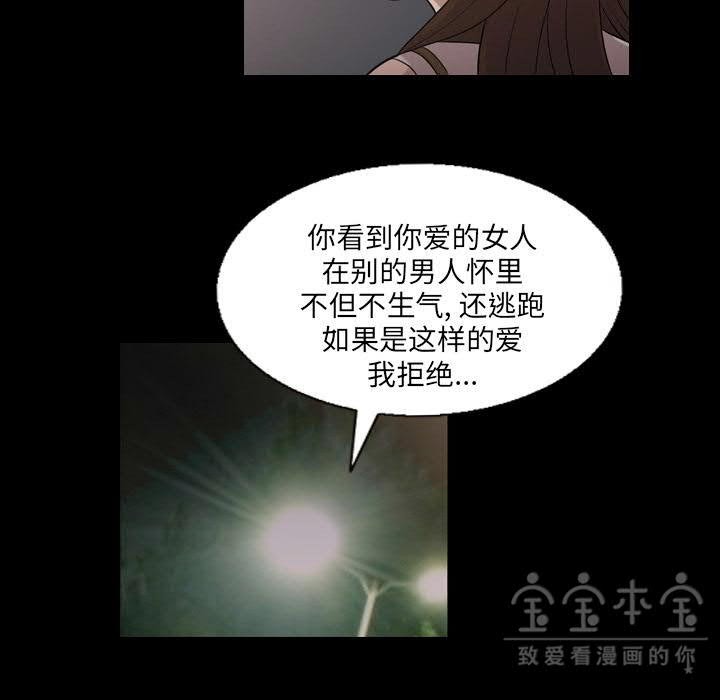 你看到你爱的女人
在别的男人怀里
不但不生气, 还逃跑
如果是这样的爱
我拒绝...
宝宝本宝
致爱看漫画的你